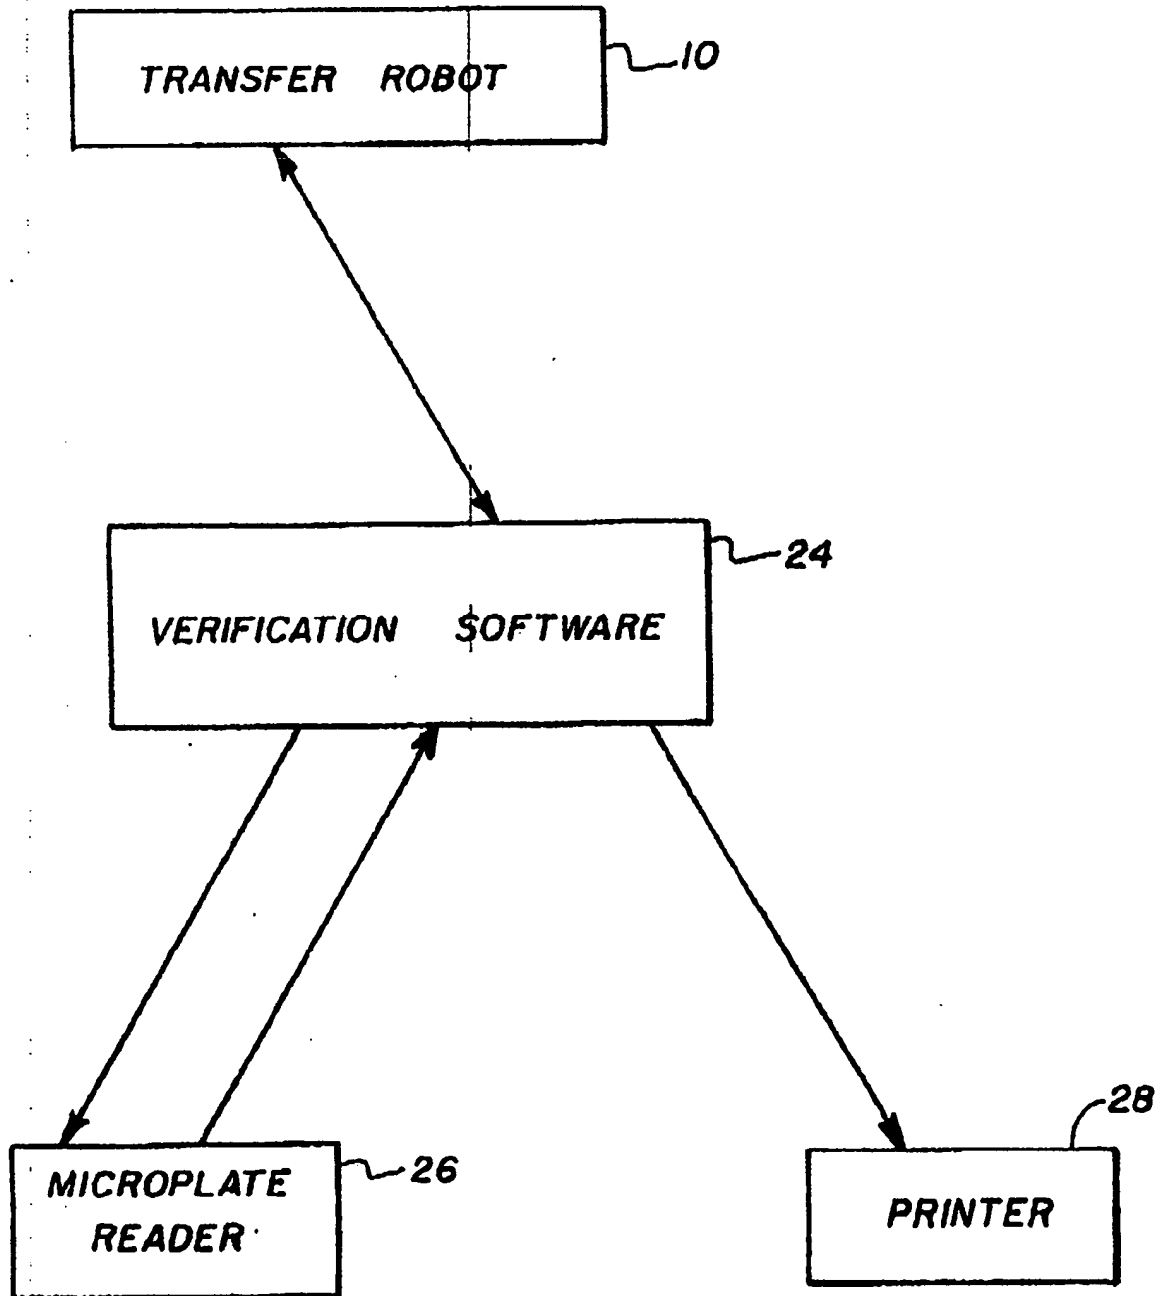 TRANSFER ROBOT
10
VERIFICATION SOFTWARE
24
MICROPLATE
READER
26
PRINTER
28